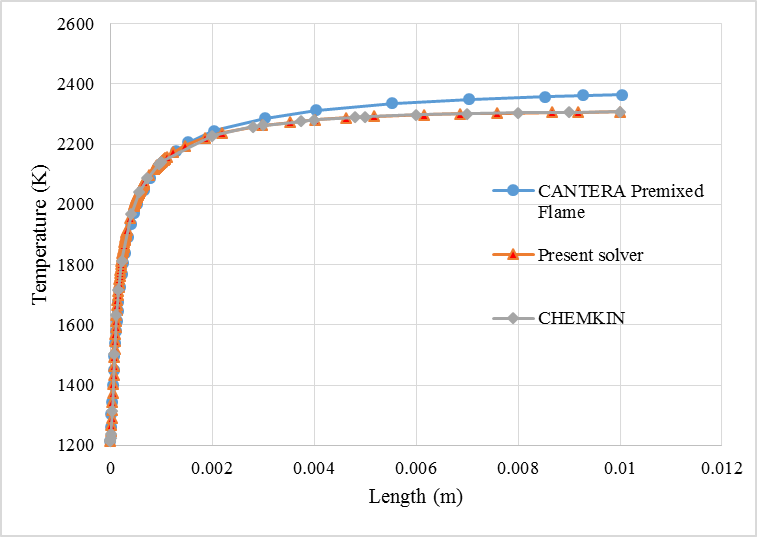 2600
2400
2200
2000
1800
1600
1400
1200
Temperature (K)
CANTERA Premixed
Flame
Present solver
CHEMKIN
0 0.002 0.004 0.006 0.008 0.01 0.012
Length (m)